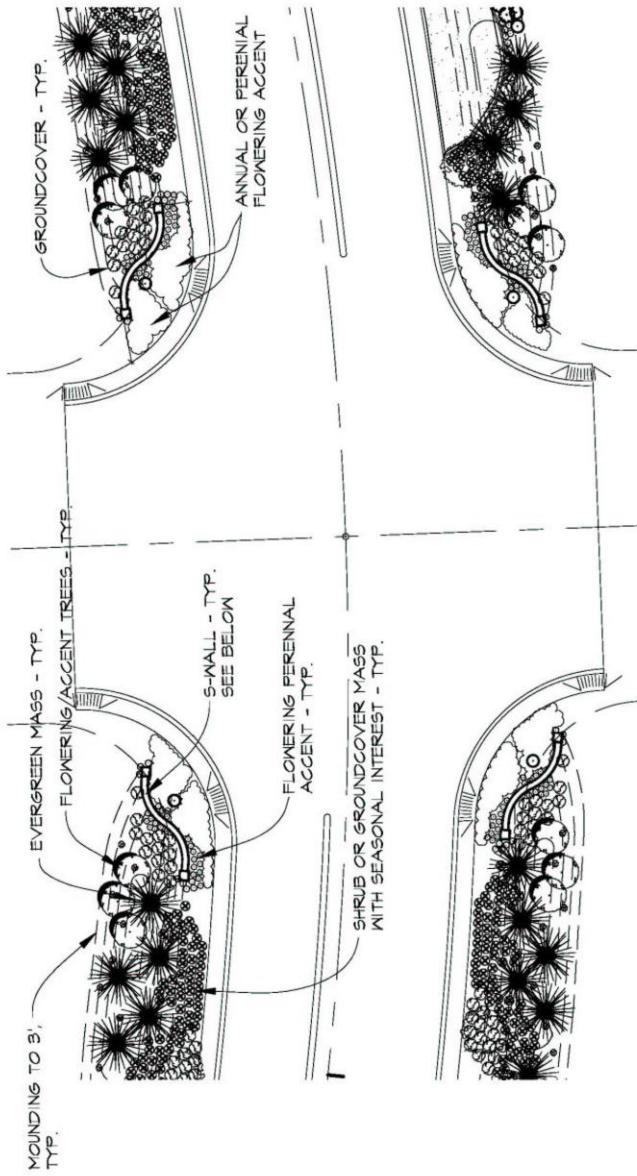 MOUNDING TO 3',
TYP.
EVERGREEN MASS - TYP.
FLOWERING/ACCENT TREES - TYP.
S-WALL - TYP.
SEE BELOW
FLOWERING PERENNAL
ACCENT - TYP.
SHRUB OR GROUNDCOVER MASS
WITH SEASONAL INTEREST - TYP.
GROUNDCOVER - TYP.
ANNUAL OR PERENIAL
FLOWERING ACCENT